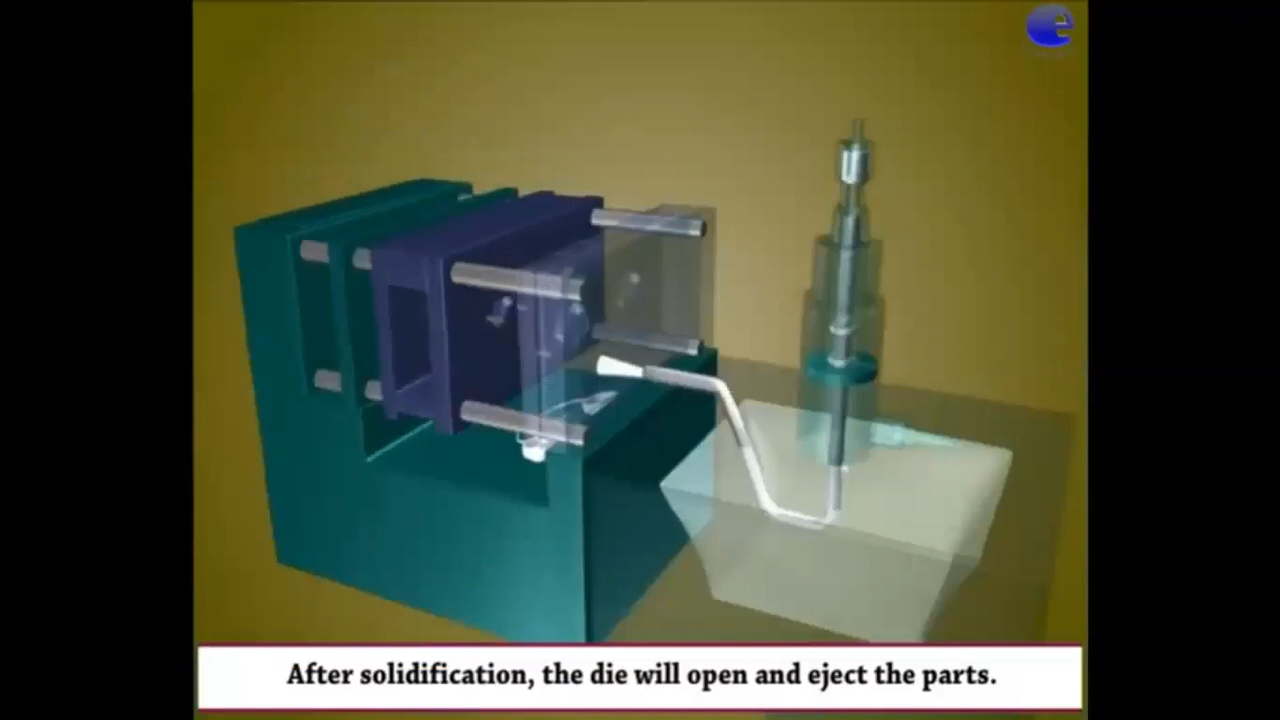 e
After solidification, the die will open and eject the parts.